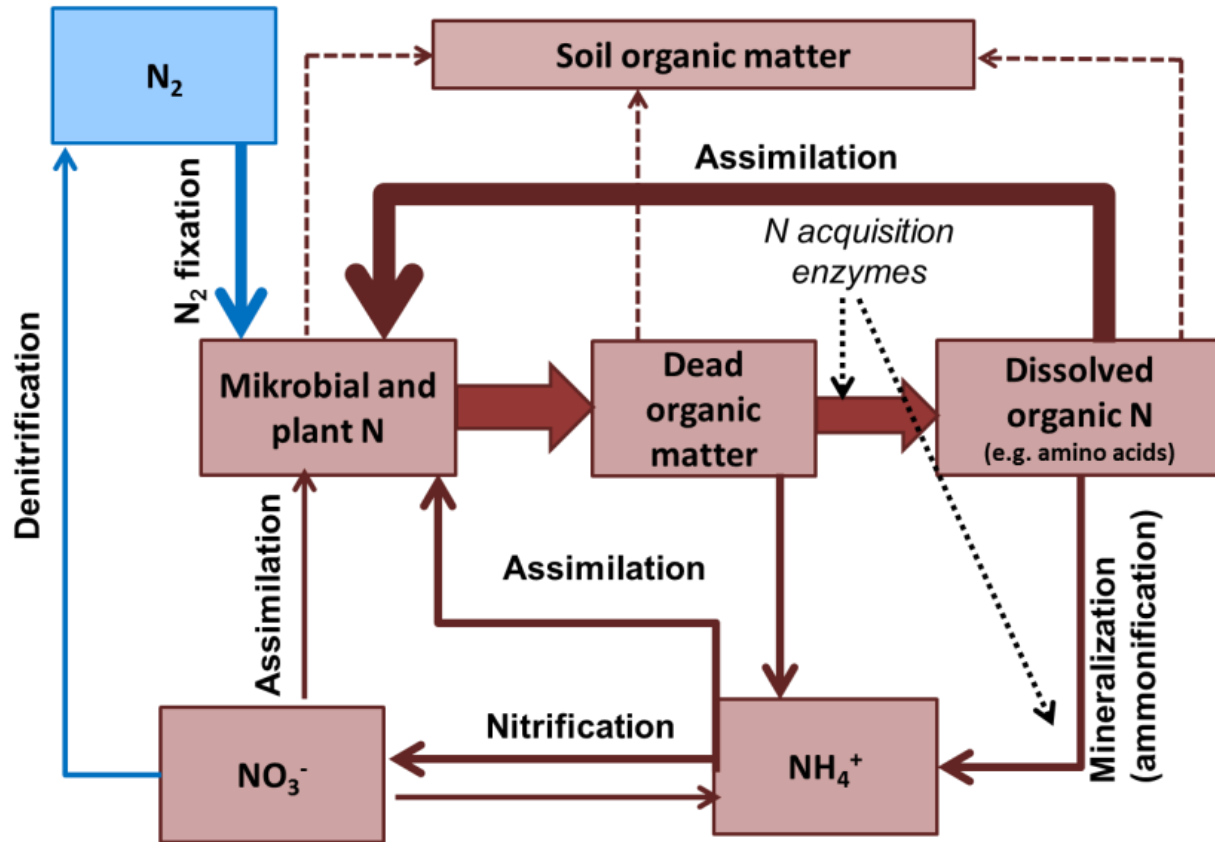 N₂
Soil organic matter
Assimilation
N₂ fixation
N acquisition
enzymes
Denitrification
Mikrobial and
plant N
Dead
organic
matter
Dissolved
organic N
(e.g. amino acids)
Assimilation
Assimilation
Mineralization
(ammonification)
Nitrification
NO₃⁻
NH₄⁺